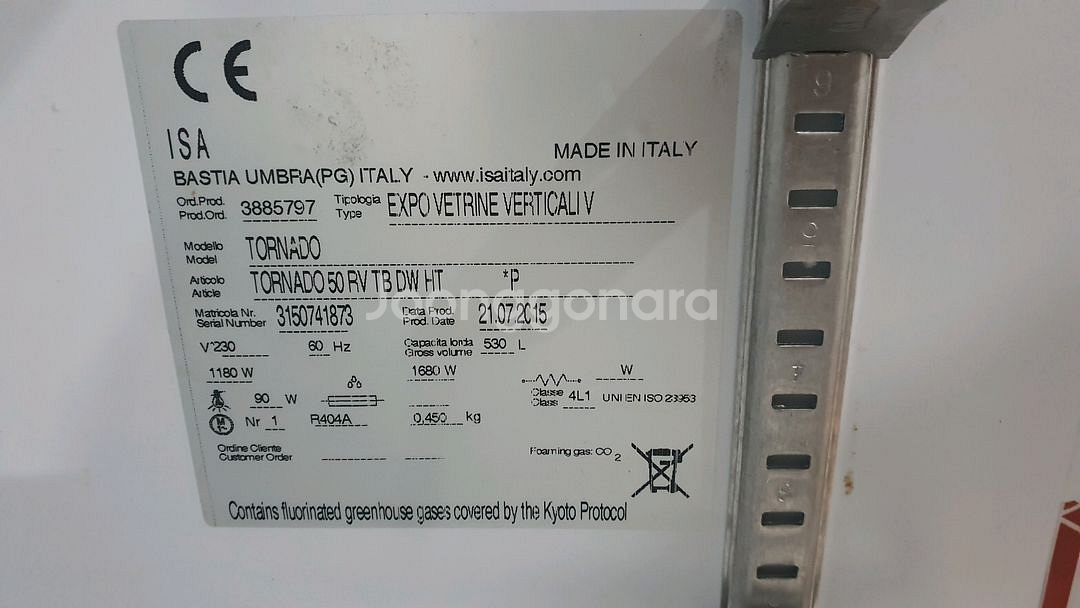 CE
ISA
MADE IN ITALY
BASTIA UMBRA(PG) ITALY - www.isaitaly.com
Ord.Prod. Prod.Ord. 3885797 Tipologia Type EXPO VETRINE VERTICALI V
Modello Model TORNADO
Articolo Article TORNADO 50 RV TB DW HT *P
Matricola Nr. Serial Number 3150741873 Data Prod. Prod. Date 21.07.2015
Joonggonara
V~230 60 Hz Capacita lorda Gross volume 530 L
1180 W 1680 W W
90 W Classe Class 4L1 UNI EN ISO 23953
M Nr 1 R404A 0,450 kg
Ordine Cliente Customer Order
Foaming gas: CO2
Contains fluorinated greenhouse gases covered by the Kyoto Protocol